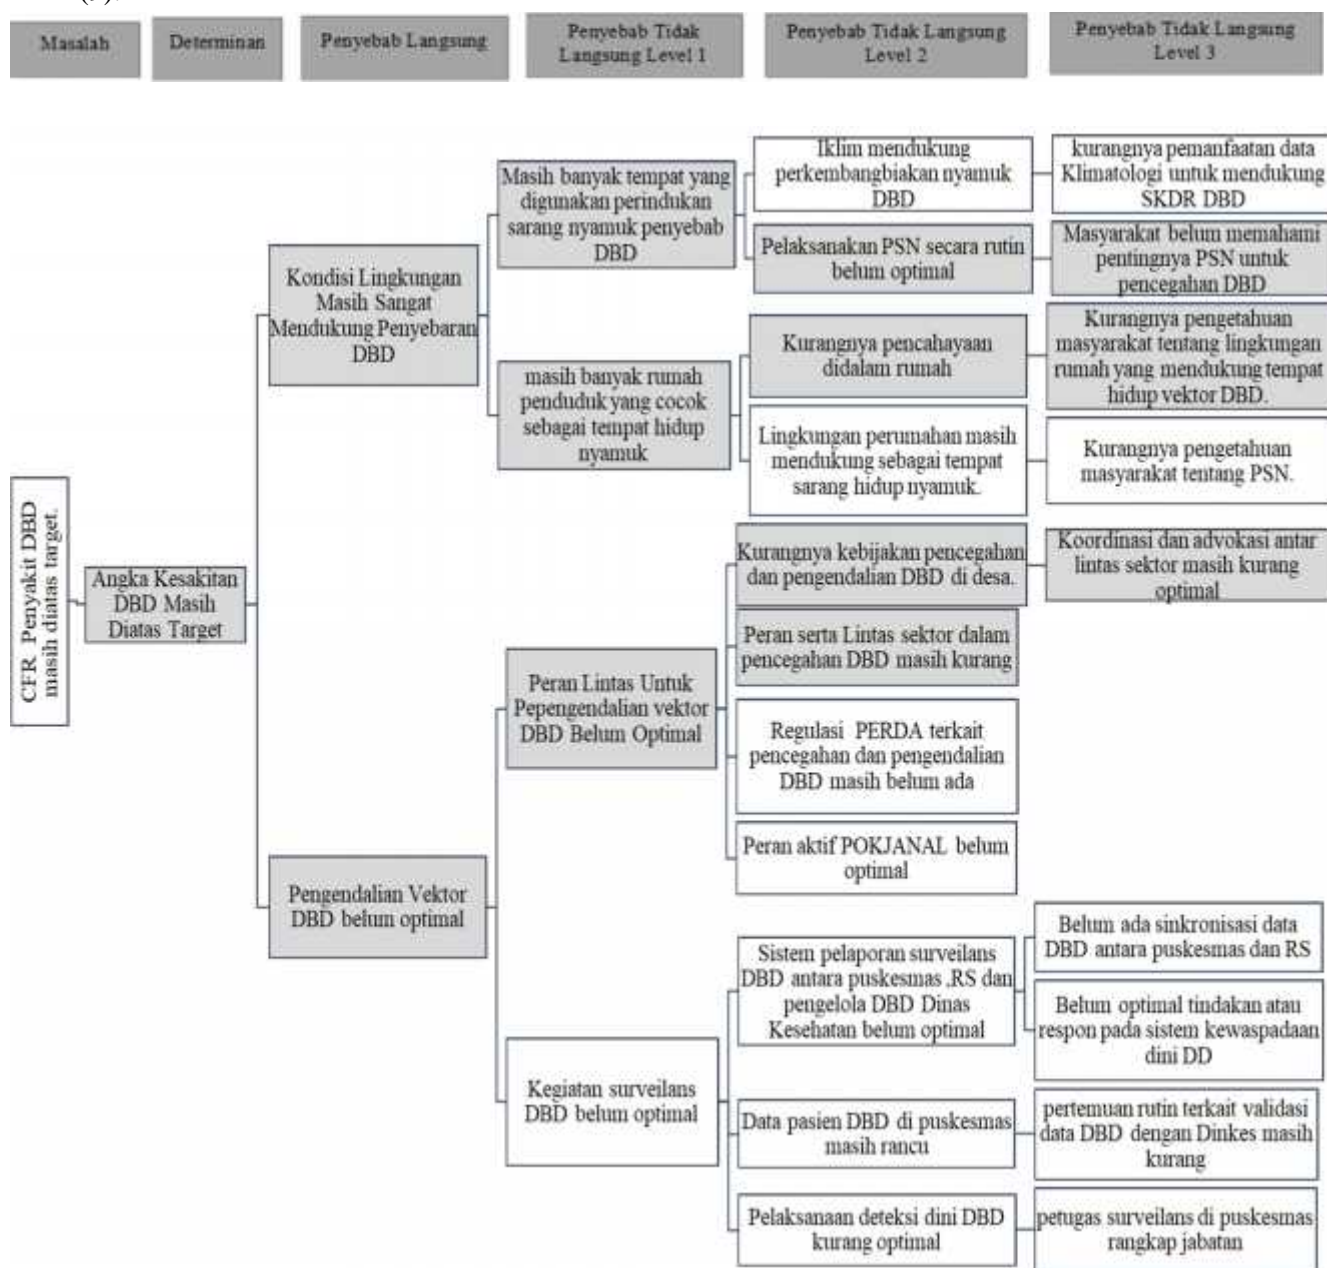 (5).
Masalah
Determinan
Penyebab Langsung
Penyebab Tidak
Langsung Level 1
Penyebab Tidak Langsung
Level 2
Penyebab Tidak Langsung
Level 3
CFR Penyakit DBD
masih diatas target.
Angka Kesakitan
DBD Masih
Diatas Target
Kondisi Lingkungan
Masih Sangat
Mendukung Penyebaran
DBD
Masih banyak tempat yang
digunakan perindukan
sarang nyamuk penyebab
DBD
Iklim mendukung
perkembangbiakan nyamuk
DBD
kurangnya pemanfaatan data
Klimatologi untuk mendukung
SKDR DBD
Pelaksanakan PSN secara rutin
belum optimal
Masyarakat belum memahami
pentingnya PSN untuk
pencegahan DBD
masih banyak rumah
penduduk yang cocok
sebagai tempat hidup
nyamuk
Kurangnya pencahayaan
didalam rumah
Kurangnya pengetahuan
masyarakat tentang lingkungan
rumah yang mendukung tempat
hidup vektor DBD.
Lingkungan perumahan masih
mendukung sebagai tempat
sarang hidup nyamuk.
Kurangnya pengetahuan
masyarakat tentang PSN.
Pengendalian Vektor
DBD belum optimal
Peran Lintas Untuk
Pepengendalian vektor
DBD Belum Optimal
Kurangnya kebijakan pencegahan
dan pengendalian DBD di desa.
Koordinasi dan advokasi antar
lintas sektor masih kurang
optimal
Peran serta Lintas sektor dalam
pencegahan DBD masih kurang
Regulasi PERDA terkait
pencegahan dan pengendalian
DBD masih belum ada
Peran aktif POKJANAL belum
optimal
Kegiatan surveilans
DBD belum optimal
Sistem pelaporan surveilans
DBD antara puskesmas ,RS dan
pengelola DBD Dinas
Kesehatan belum optimal
Belum ada sinkronisasi data
DBD antara puskesmas dan RS
Belum optimal tindakan atau
respon pada sistem kewaspadaan
dini DD
Data pasien DBD di puskesmas
masih rancu
pertemuan rutin terkait validasi
data DBD dengan Dinkes masih
kurang
Pelaksanaan deteksi dini DBD
kurang optimal
petugas surveilans di puskesmas
rangkap jabatan